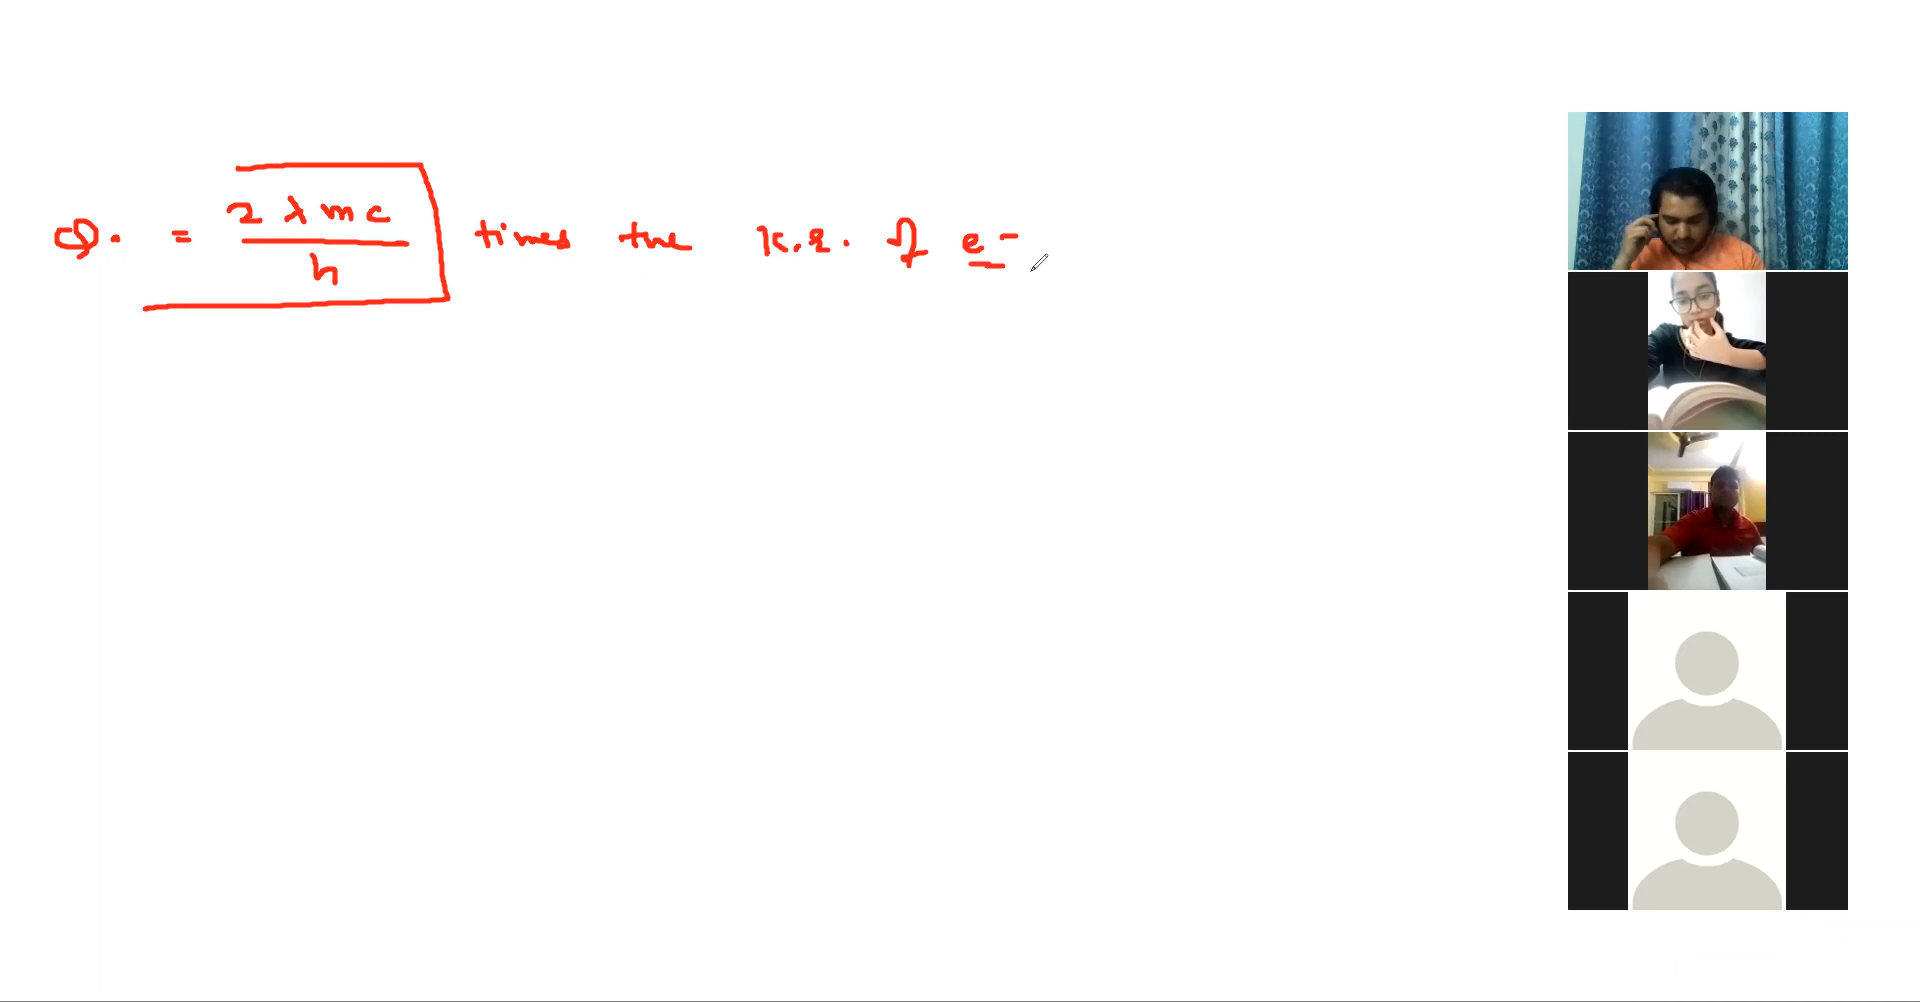 Q. = 2λmc/h times the K.E. of e⁻